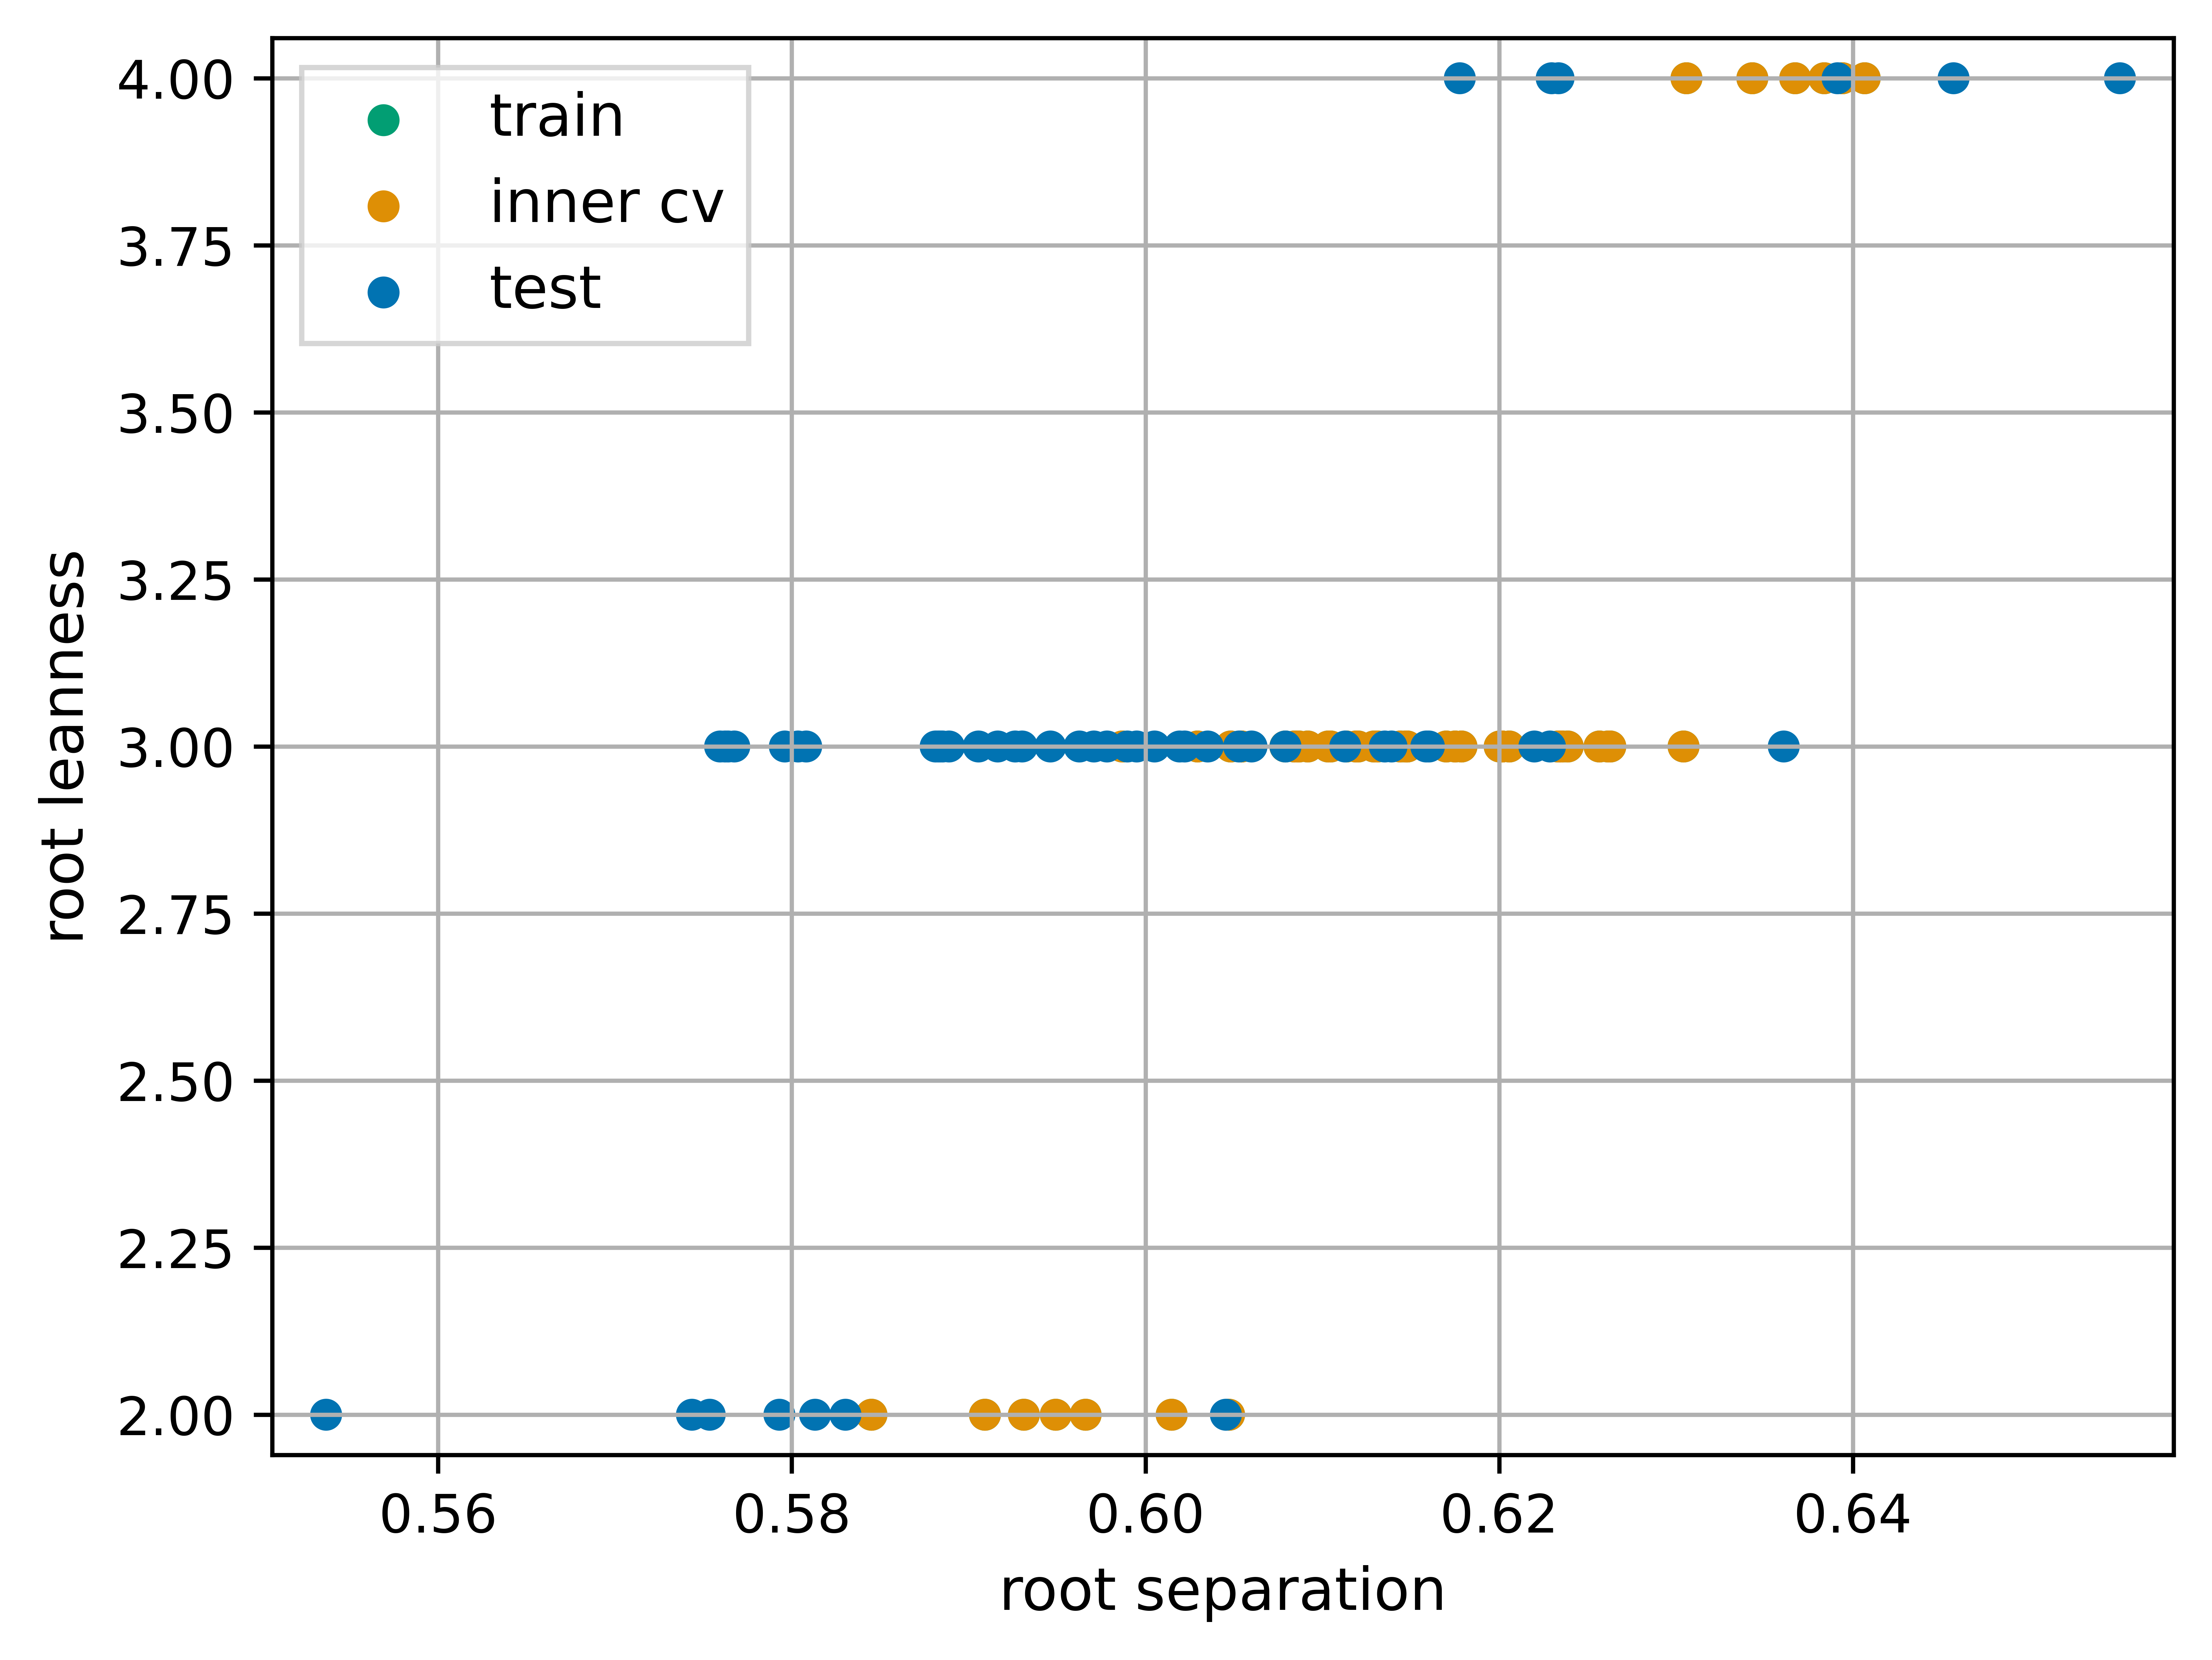 4.00
3.75
3.50
3.25
3.00
2.75
2.50
2.25
2.00
root leanness
train
inner cv
test
0.56 0.58 0.60 0.62 0.64
root separation